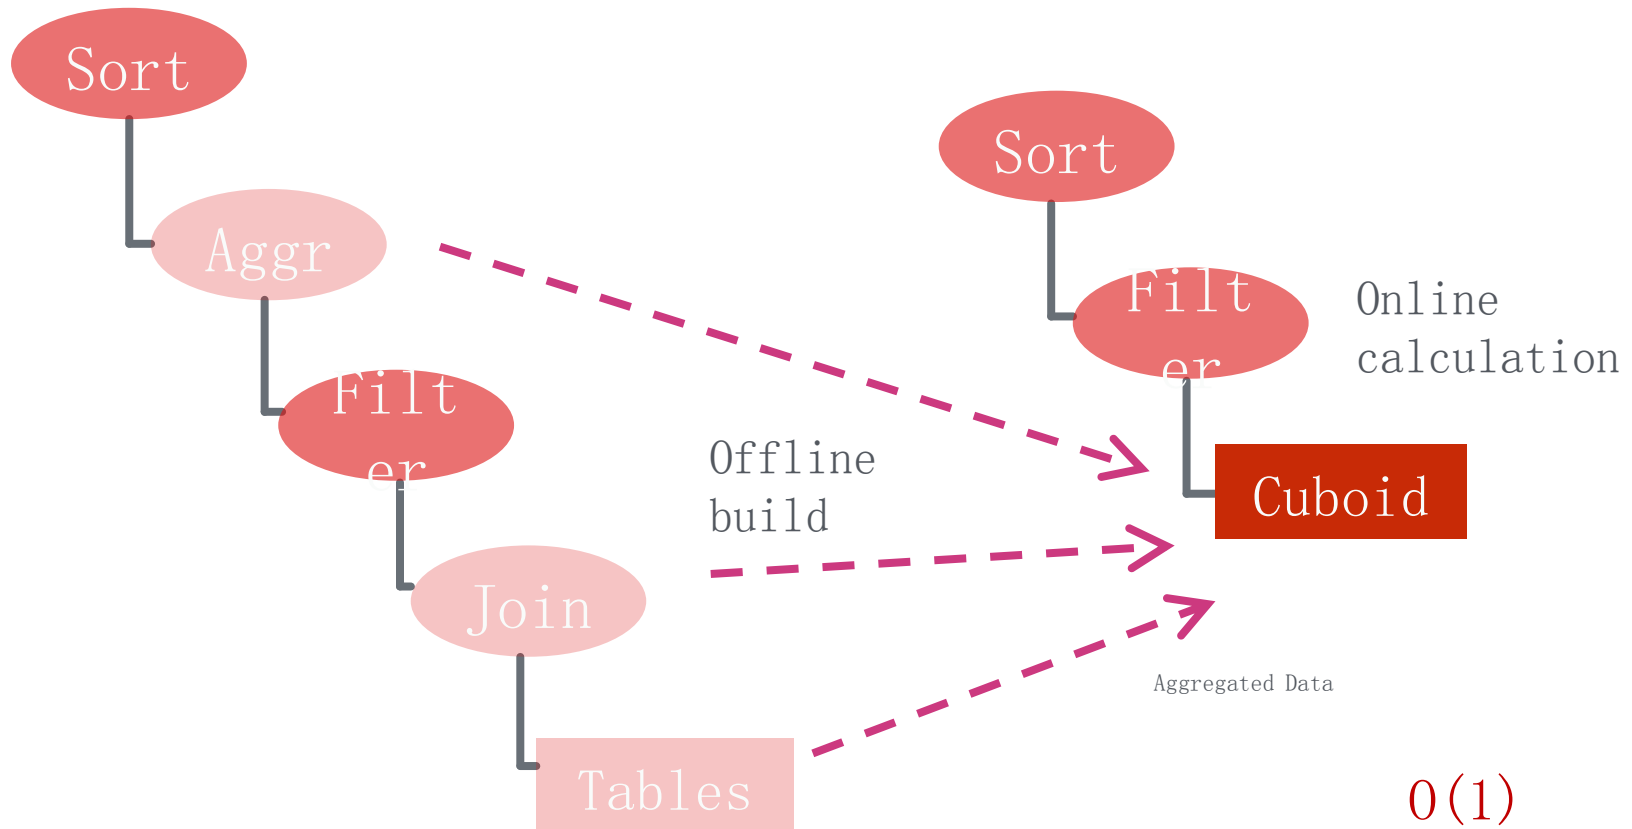 Sort
Aggr
Filt
er
Join
Tables
Offline
build
Sort
Filt
er
Online
calculation
Cuboid
Aggregated Data
O(1)